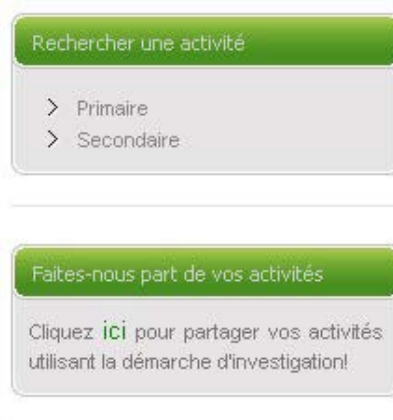 Rechercher une activité
Primaire
Secondaire
Faites-nous part de vos activités
Cliquez ici pour partager vos activités
utilisant la démarche d'investigation!